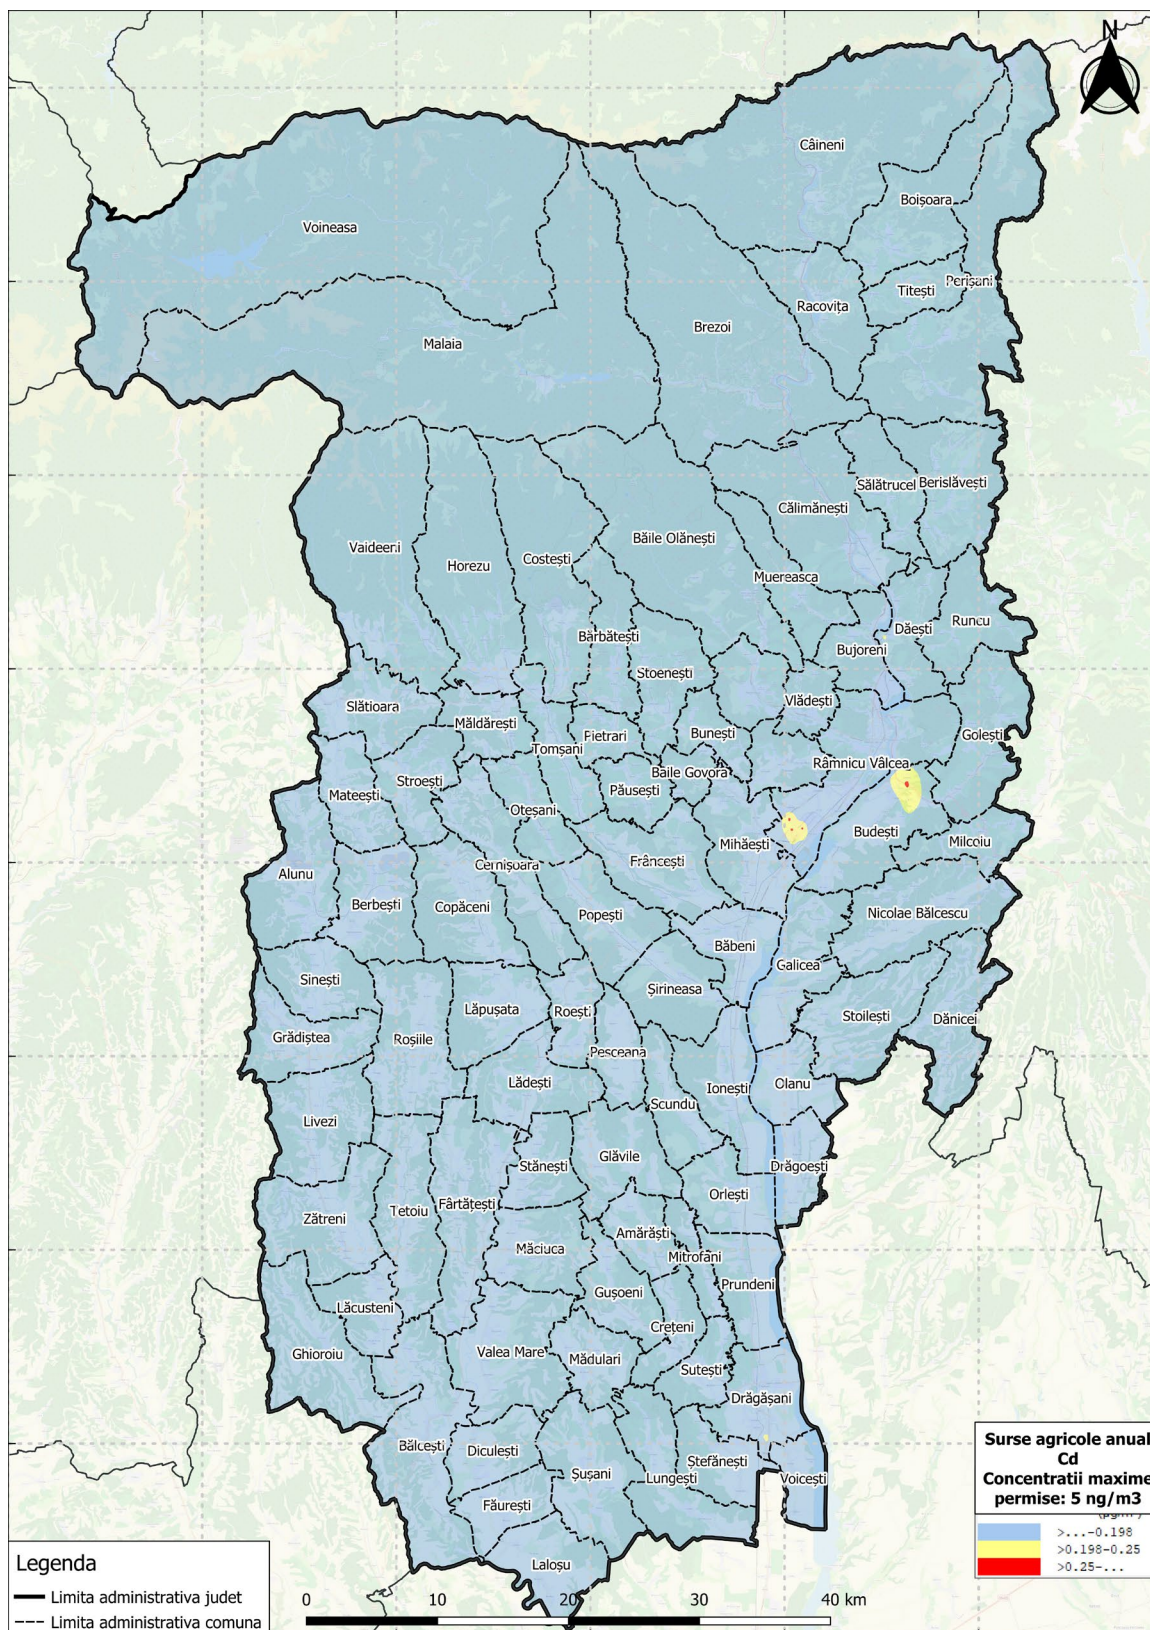 N
Câineni
Boișoara
Voineasa
Perișani
Titești
Racovița
Brezoi
Malaia
Sălătrucel
Berislăvești
Călimănești
Băile Olănești
Vaideeni
Costești
Horezu
Muereasca
Runcu
Dăești
Bărbătești
Bujoreni
Stoenești
Vlădești
Slătioara
Măldărești
Bunești
Pietrari
Golești
Tomșani
Râmnicu Vâlcea
Băile Govora
Stroești
Păusești
Mateești
Oteșani
Budești
Mihăești
Milcoiu
Frâncești
Cernișoara
Alunu
Berbești
Copăceni
Popești
Nicolae Bălcescu
Băbeni
Galicea
Sinești
Șirineasa
Lăpușata
Roești
Stoilești
Dănicei
Grădiștea
Roșiile
Pesceana
Lădești
Olanu
Ionești
Scundu
Livezi
Glăvile
Stănești
Drăgoești
Orlești
Fârtățești
Tetoiu
Zătreni
Amărăști
Măciuca
Mitrofani
Prundeni
Gușoeni
Lăcusteni
Crețeni
Ghioroiu
Valea Mare
Mădulari
Sutești
Drăgășani
Bălcești
Diculești
Ștefănești
Șușani
Lungești
Voicești
Făurești
Lalosu
Surse agricole anual
Cd
Concentratii maxime
permise: 5 ng/m3
>...-0.198
>0.198-0.25
>0.25-...
Legenda
Limita administrativa judet
Limita administrativa comuna
0 10 20 30 40 km